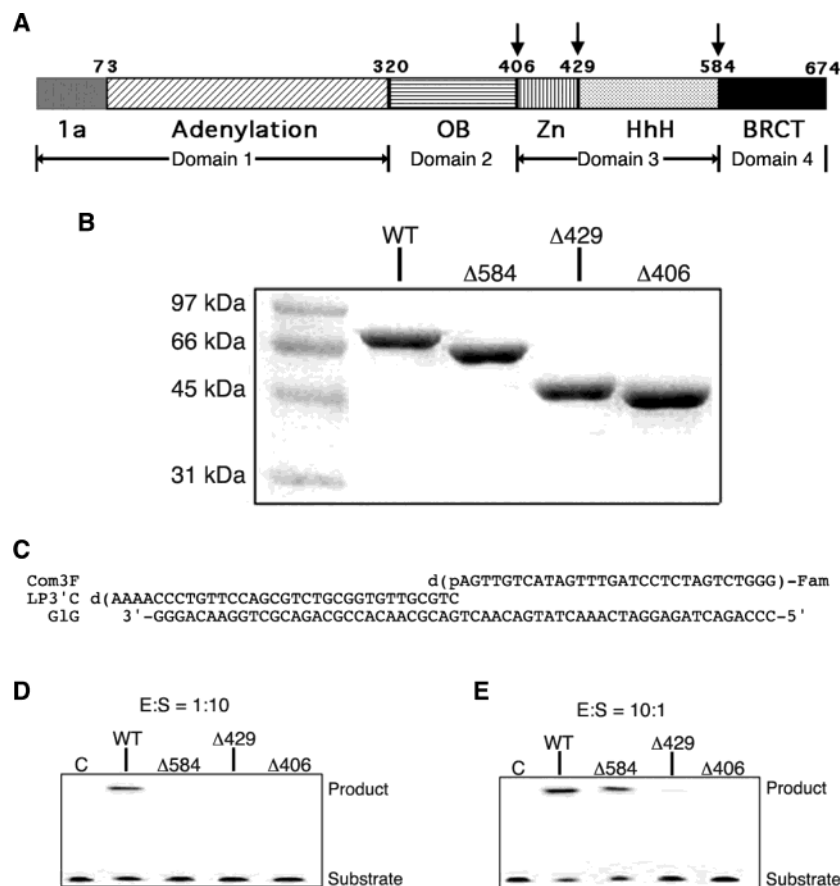 A
73 320 406 429 584 674
1a Adenylation OB Zn HhH BRCT
Domain 1 Domain 2 Domain 3 Domain 4
B
WT Δ584 Δ429 Δ406
97 kDa
66 kDa
45 kDa
31 kDa
C
Com3F d(pAGTTGTCATAGTTTGATCCTCTAGTCTGGG)-Fam
LP3'C d(AAAACCCTGTTCCAGCGTCTGCGGTGTTGCGTC
GlG 3'-GGGACAAGGTCGCAGACGCCACAACGCAGTCAACAGTATCAAACTAGGAGATCAGACCC-5'
D
E:S = 1:10
C WT Δ584 Δ429 Δ406
Product
Substrate
E
E:S = 10:1
C WT Δ584 Δ429 Δ406
Product
Substrate